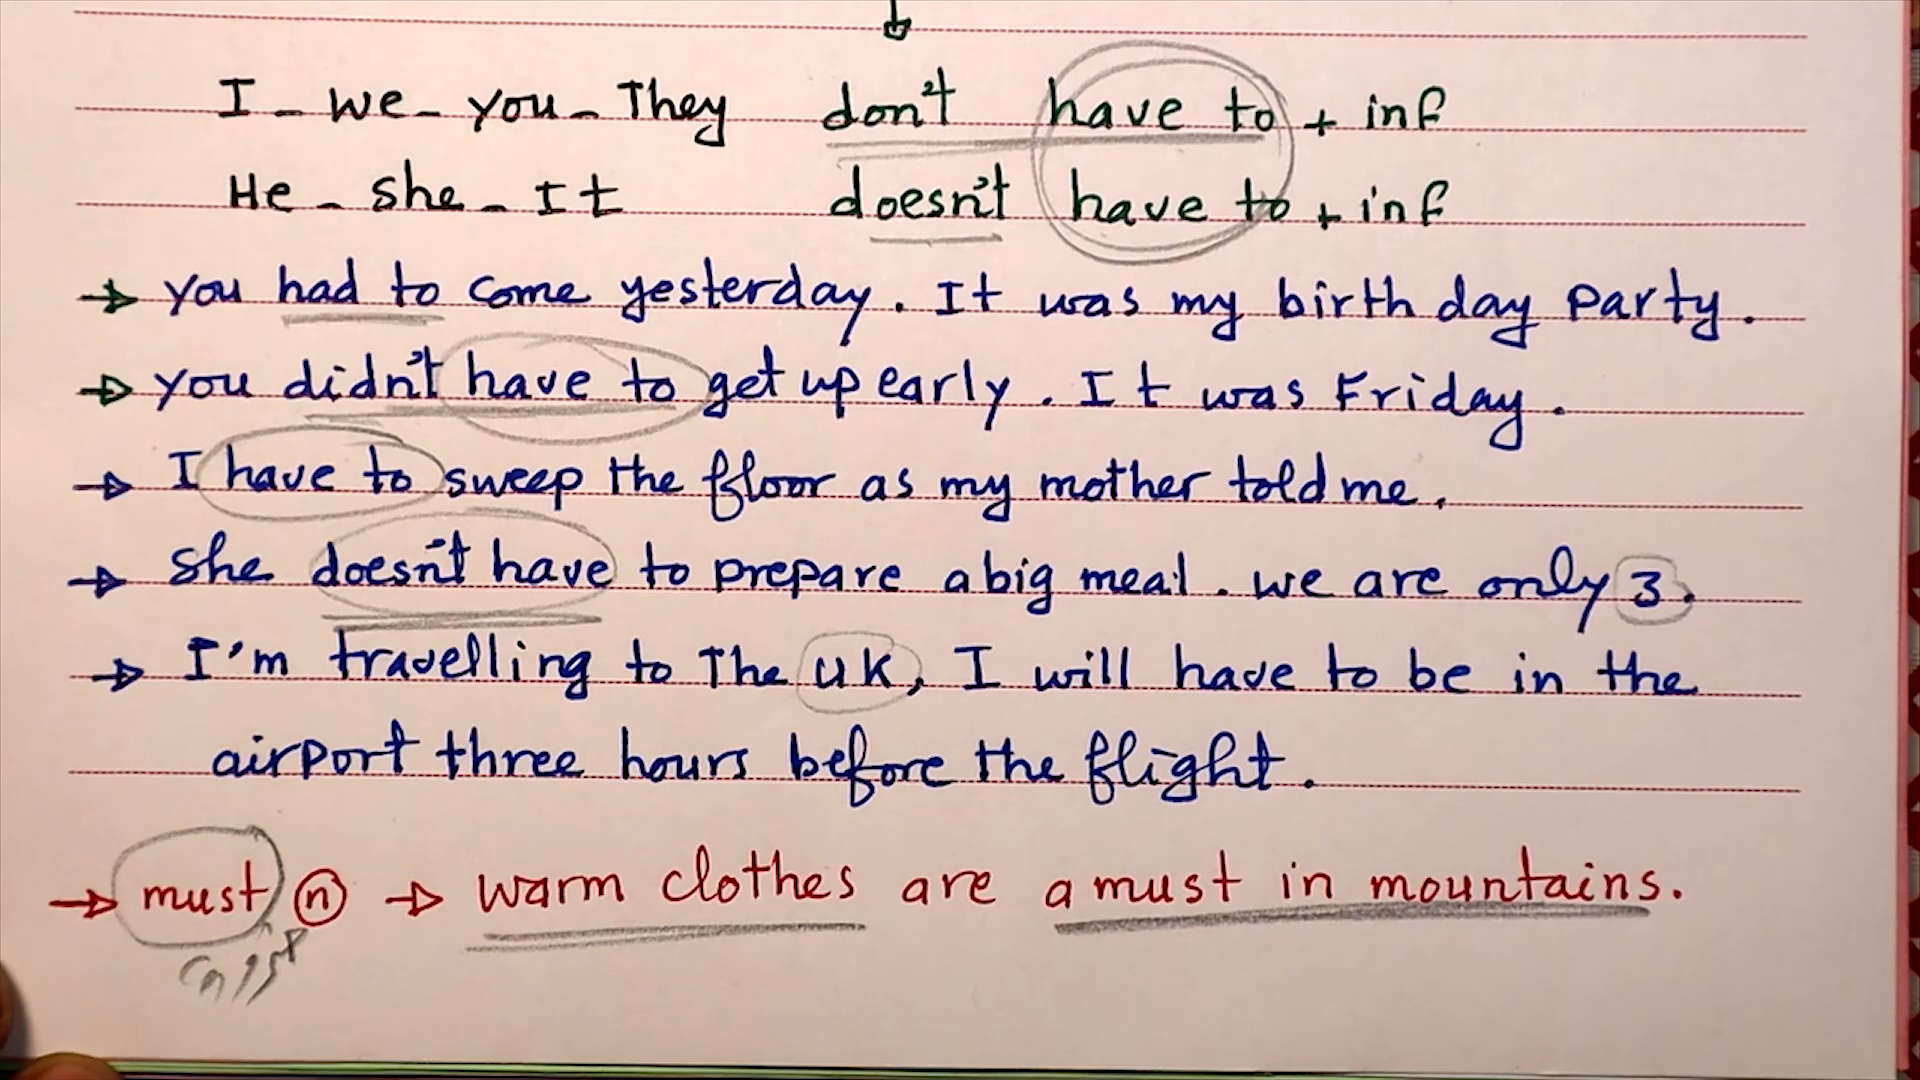 I - we - you - They don't have to + inf
He - she - It doesn't have to + inf
→ you had to come yesterday. It was my birth day party.
→ you didn't have to get up early. It was Friday.
→ I have to sweep the floor as my mother told me.
→ she doesn't have to prepare a big meal. we are only 3.
→ I'm travelling to The UK, I will have to be in the
airport three hours before the flight.
→ must ⓝ → warm clothes are a must in mountains.